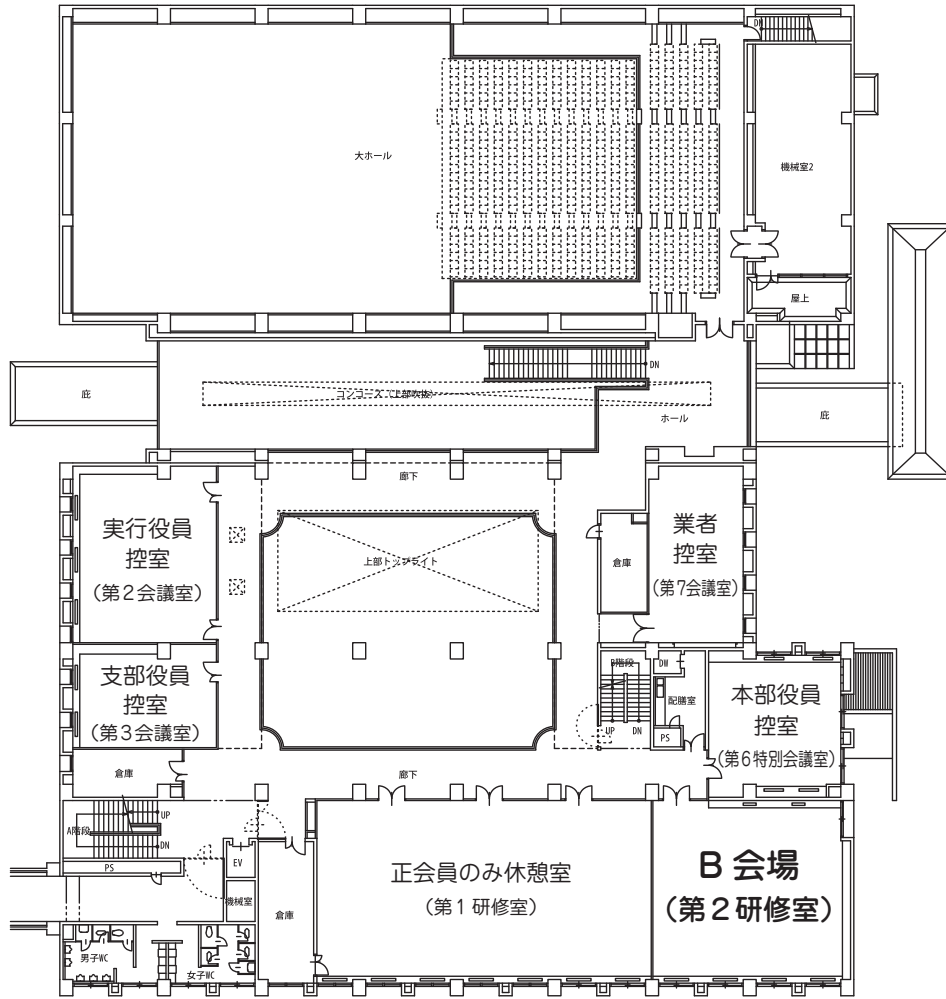 DN
大ホール
機械室2
屋上
DN
庇
コンコース (上部吹抜)
ホール
庇
廊下
実行役員
控室
(第2会議室)
業者
控室
(第7会議室)
倉庫
上部トップライト
支部役員
控室
(第3会議室)
B階段
UP
DN
DW
配膳室
PS
本部役員
控室
(第6特別会議室)
倉庫
廊下
A階段
UP
DN
PS
EV
機械室
倉庫
正会員のみ休憩室
(第1研修室)
B 会場
(第2研修室)
男子WC
女子WC